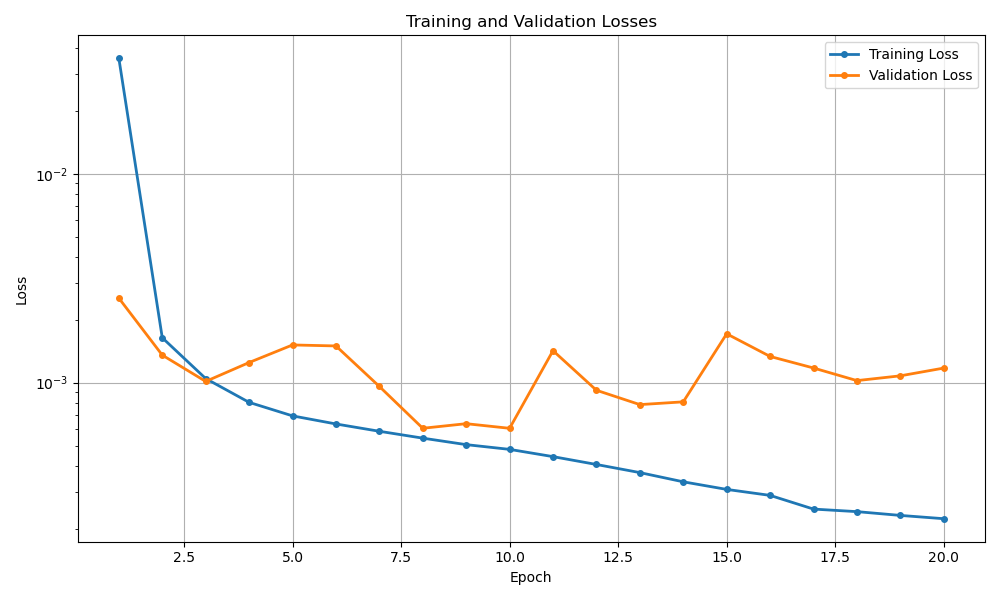 Training and Validation Losses
Training Loss
Validation Loss
10⁻²
10⁻³
Loss
2.5 5.0 7.5 10.0 12.5 15.0 17.5 20.0
Epoch